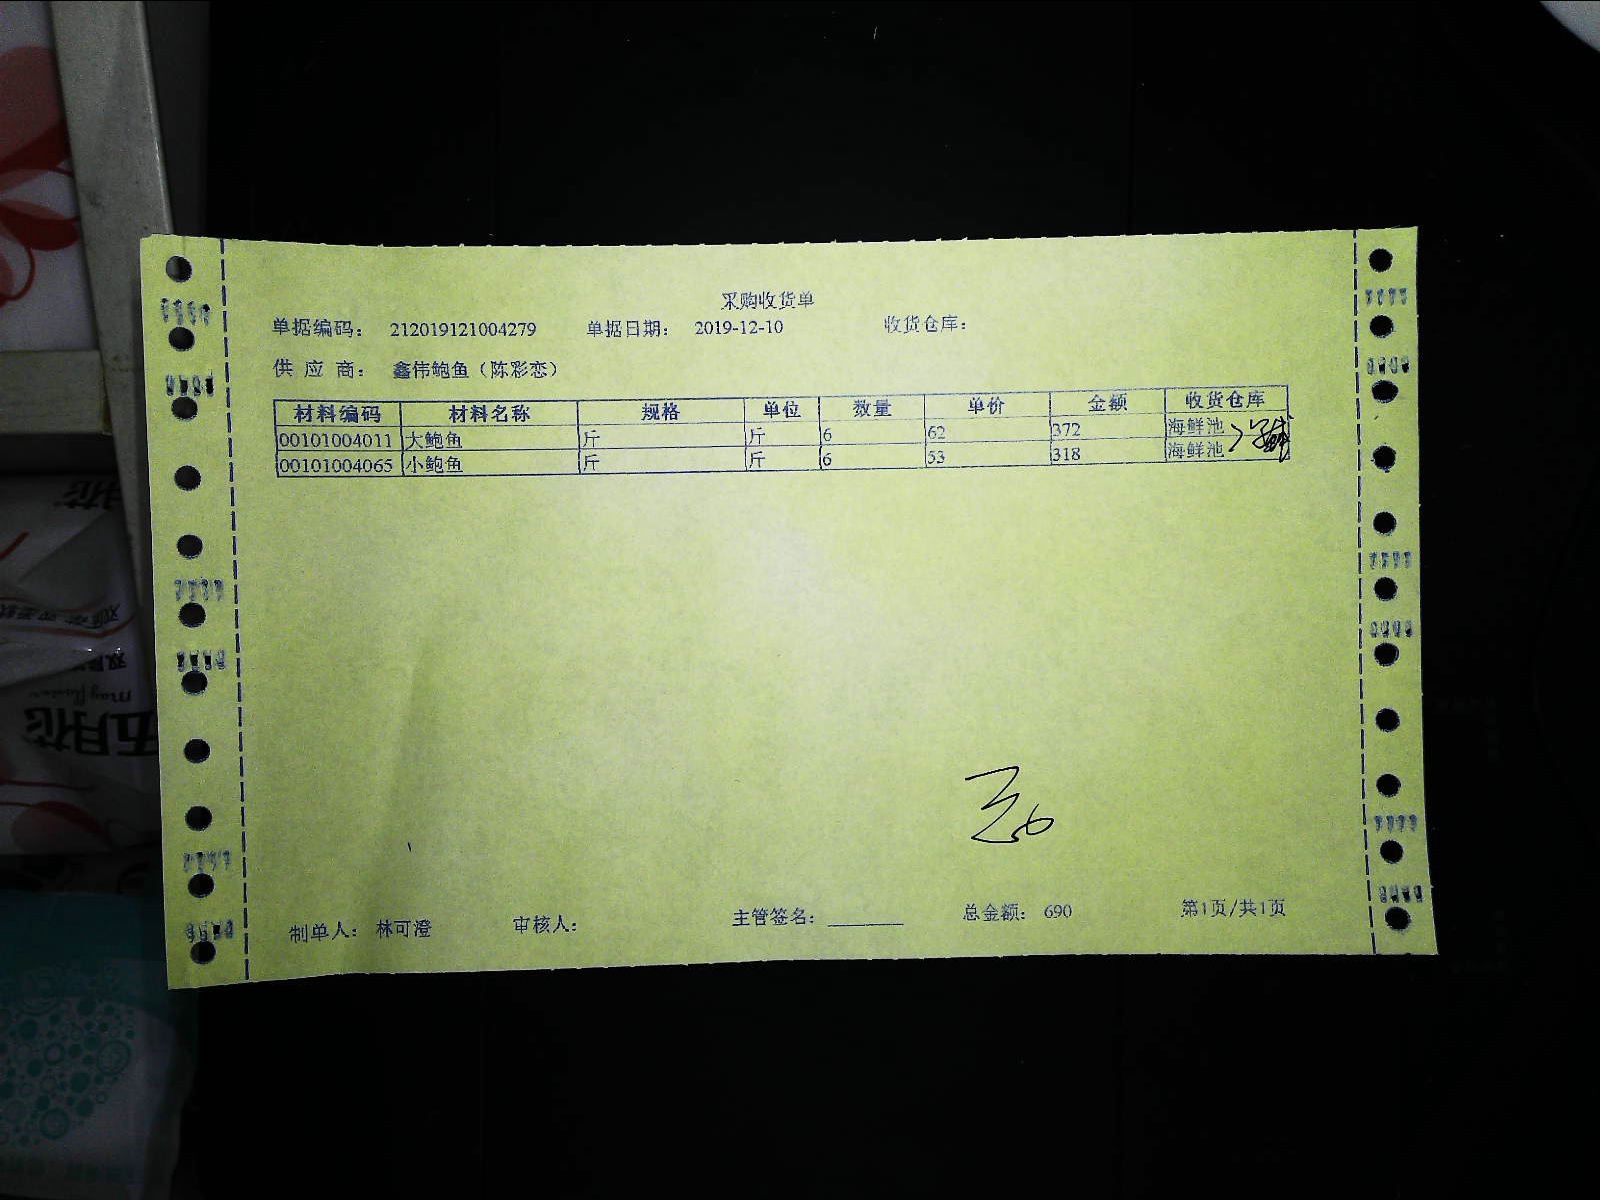 采购收货单
单据编码： 212019121004279 单据日期： 2019-12-10 收货仓库：
供 应 商： 鑫伟鲍鱼（陈彩恋）
材料编码 材料名称 规格 单位 数量 单价 金额 收货仓库
00101004011 大鲍鱼 斤 斤 6 62 372 海鲜池
00101004065 小鲍鱼 斤 斤 6 53 318 海鲜池
制单人： 林可澄 审核人： 主管签名： 总金额： 690 第1页/共1页
五月花